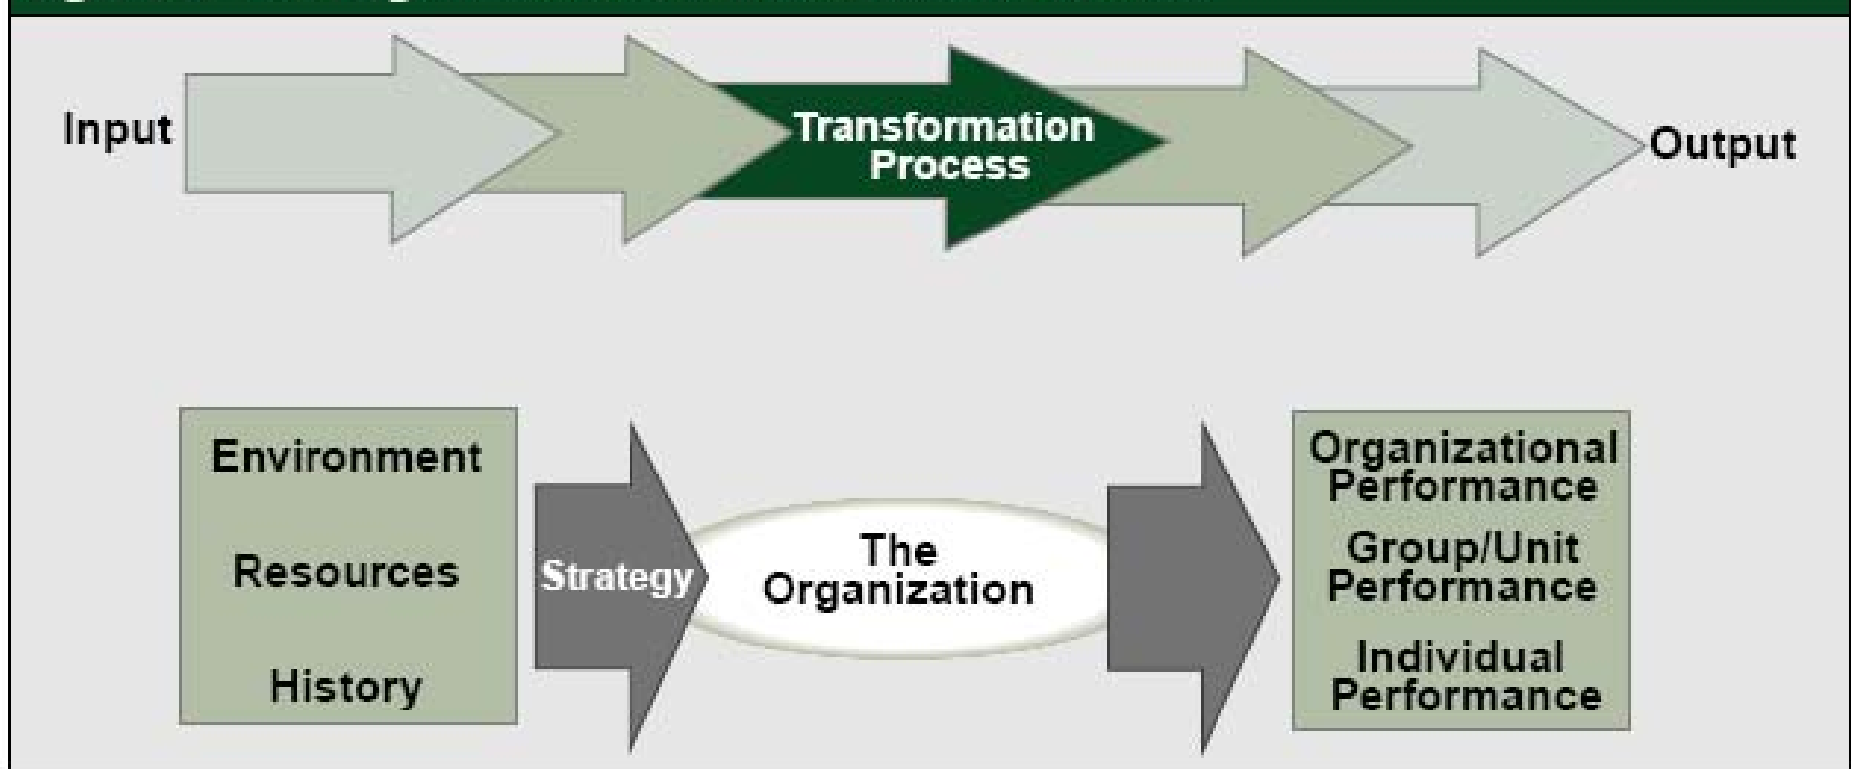 Input
Transformation
Process
Output
Environment
Resources
History
Strategy
The
Organization
Organizational
Performance
Group/Unit
Performance
Individual
Performance